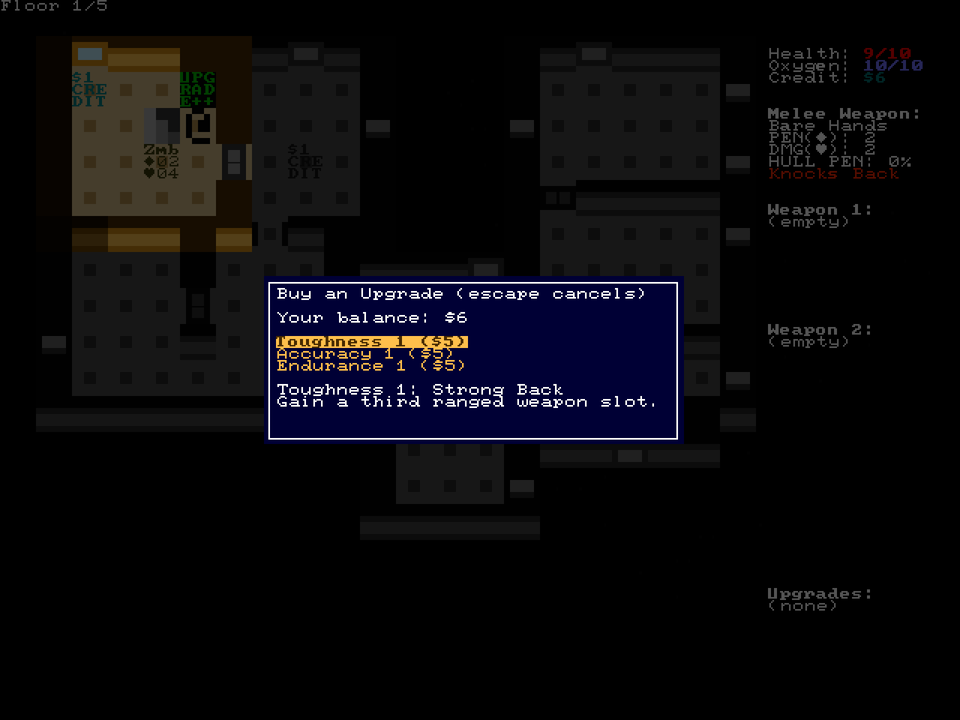 Floor 1/5
Health: 9/10
Oxygen: 10/10
Credit: $6
Melee Weapon:
Bare Hands
PEN(♦): 2
DMG(♥): 2
HULL PEN: 0%
Knocks Back
Weapon 1:
(empty)
Weapon 2:
(empty)
Upgrades:
(none)
$1
CRE
DIT
UPG
RAD
E++
Zmb
♦02
♥04
$1
CRE
DIT
Buy an Upgrade (escape cancels)
Your balance: $6
Toughness 1 ($5)
Accuracy 1 ($5)
Endurance 1 ($5)
Toughness 1: Strong Back
Gain a third ranged weapon slot.